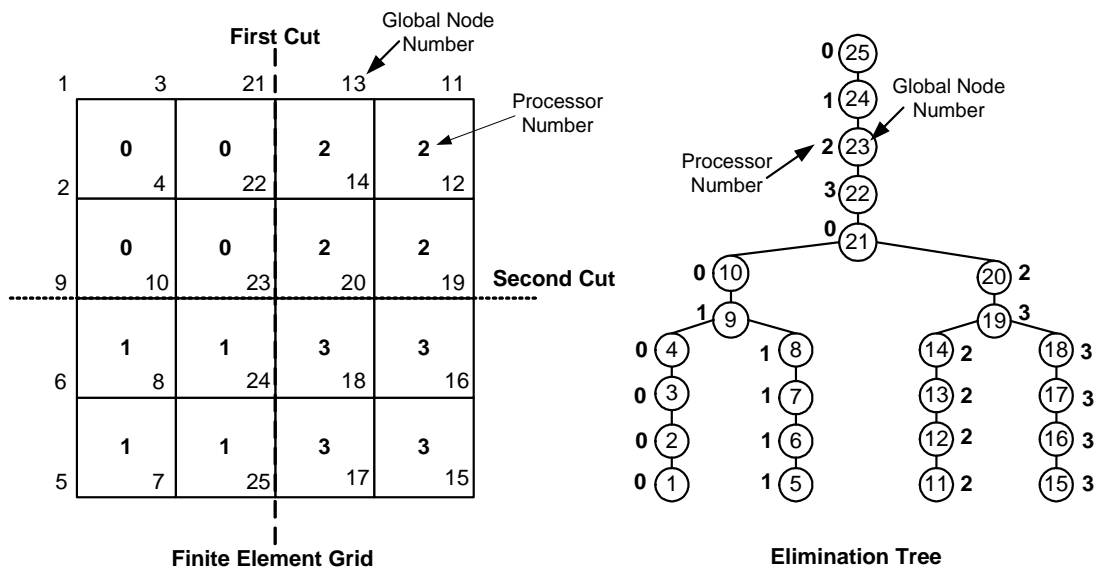 Global Node
Number
First Cut
1 3 21 13 11
Processor
Number
0 0 2 2
2 4 22 14 12
0 0 2 2
9 10 23 20 19
Second Cut
1 1 3 3
6 8 24 18 16
1 1 3 3
5 7 25 17 15
Finite Element Grid
0 25
1 24
Global Node
Number
2 23
Processor
Number
3 22
0 21
0 10 20 2
1 9 19 3
0 4 1 8 14 2 18 3
0 3 1 7 13 2 17 3
0 2 1 6 12 2 16 3
0 1 1 5 11 2 15 3
Elimination Tree